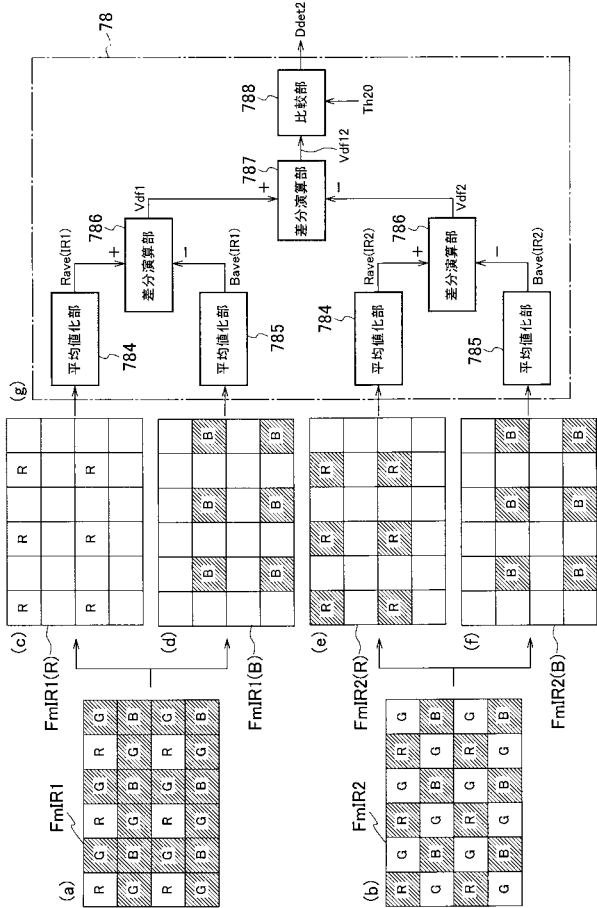 (a)
FmIR1
R G R G R G
G B G B G B
R G R G R G
G B G B G B
(b)
FmIR2
R G R G R G
G B G B G B
R G R G R G
G B G B G B
(c)
FmIR1(R)
R R R
R R R
(d)
FmIR1(B)
B B B
B B B
(e)
FmIR2(R)
R R R
R R R
(f)
FmIR2(B)
B B B
B B B
(g)
78
平均値化部
784
Rave(IR1)
平均値化部
785
Bave(IR1)
+
−
786
差分演算部
Vdf1
平均値化部
784
Rave(IR2)
平均値化部
785
Bave(IR2)
+
−
786
差分演算部
Vdf2
+
−
787
差分演算部
Vdf12
788
比較部
Th20
Ddet2